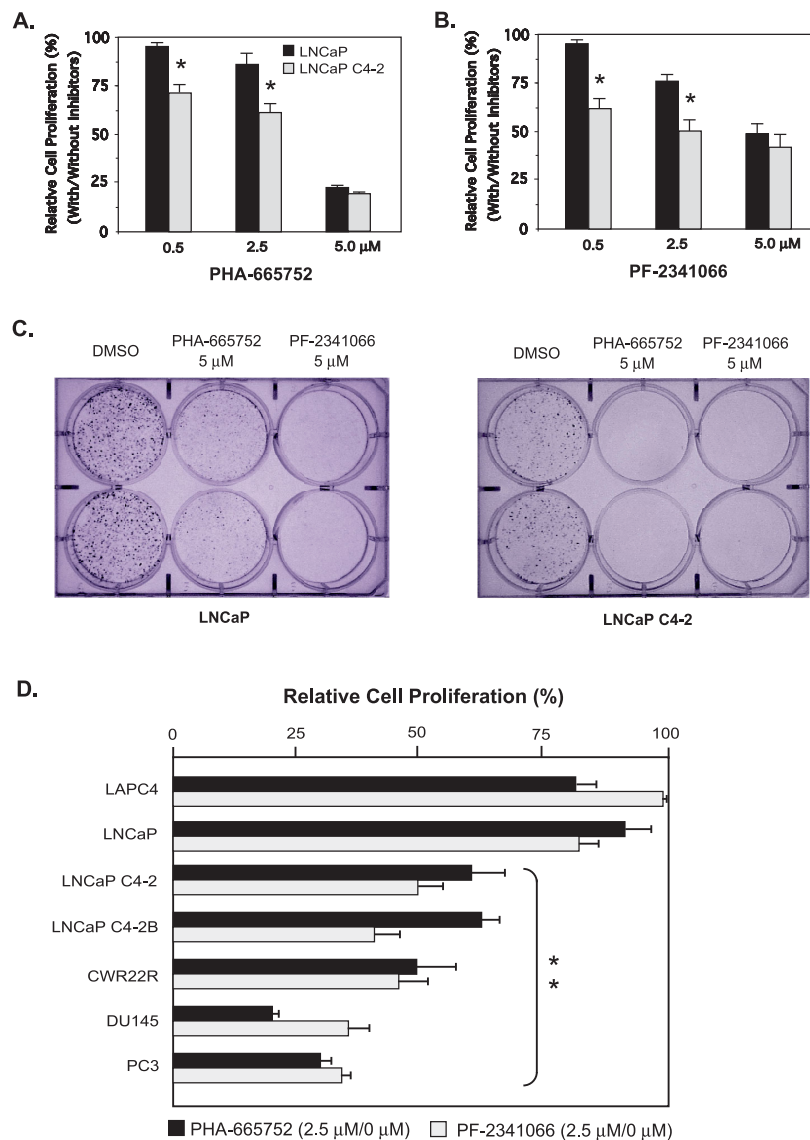 A.
Relative Cell Proliferation (%)
(With/Without Inhibitors)
100
75
50
25
0
LNCaP
LNCaP C4-2
*
*
0.5
2.5
5.0 μM
PHA-665752
B.
Relative Cell Proliferation (%)
(With/Without Inhibitors)
100
75
50
25
0
*
*
0.5
2.5
5.0 μM
PF-2341066
C.
DMSO
PHA-665752
5 μM
PF-2341066
5 μM
LNCaP
DMSO
PHA-665752
5 μM
PF-2341066
5 μM
LNCaP C4-2
D.
Relative Cell Proliferation (%)
0 25 50 75 100
LAPC4
LNCaP
LNCaP C4-2
LNCaP C4-2B
CWR22R
DU145
PC3
*
*
PHA-665752 (2.5 μM/0 μM) PF-2341066 (2.5 μM/0 μM)